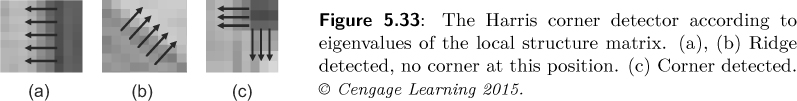 (a) (b) (c)
Figure 5.33: The Harris corner detector according to
eigenvalues of the local structure matrix. (a), (b) Ridge
detected, no corner at this position. (c) Corner detected.
© Cengage Learning 2015.